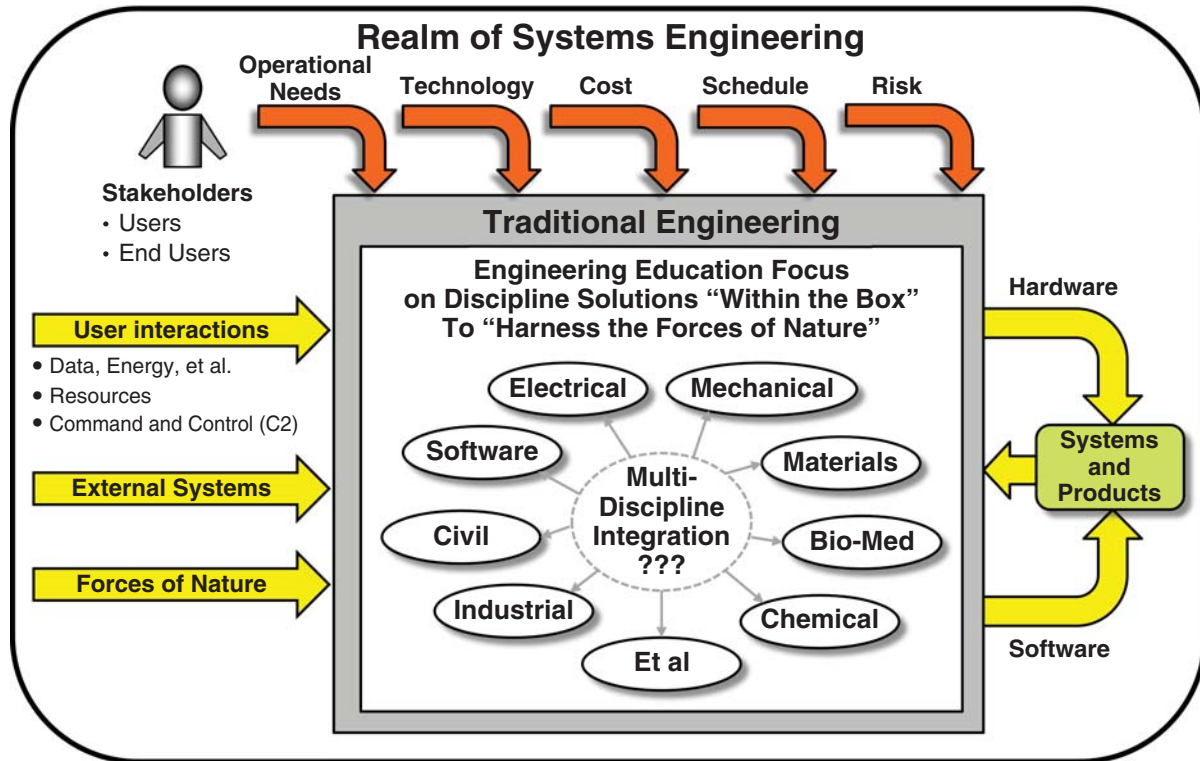 Realm of Systems Engineering
Operational
Needs
Technology
Cost
Schedule
Risk
Stakeholders
• Users
• End Users
Traditional Engineering
Engineering Education Focus
on Discipline Solutions “Within the Box”
To “Harness the Forces of Nature”
User interactions
• Data, Energy, et al.
• Resources
• Command and Control (C2)
External Systems
Forces of Nature
Electrical
Mechanical
Software
Materials
Multi-
Discipline
Integration
???
Civil
Bio-Med
Industrial
Chemical
Et al
Hardware
Systems
and
Products
Software